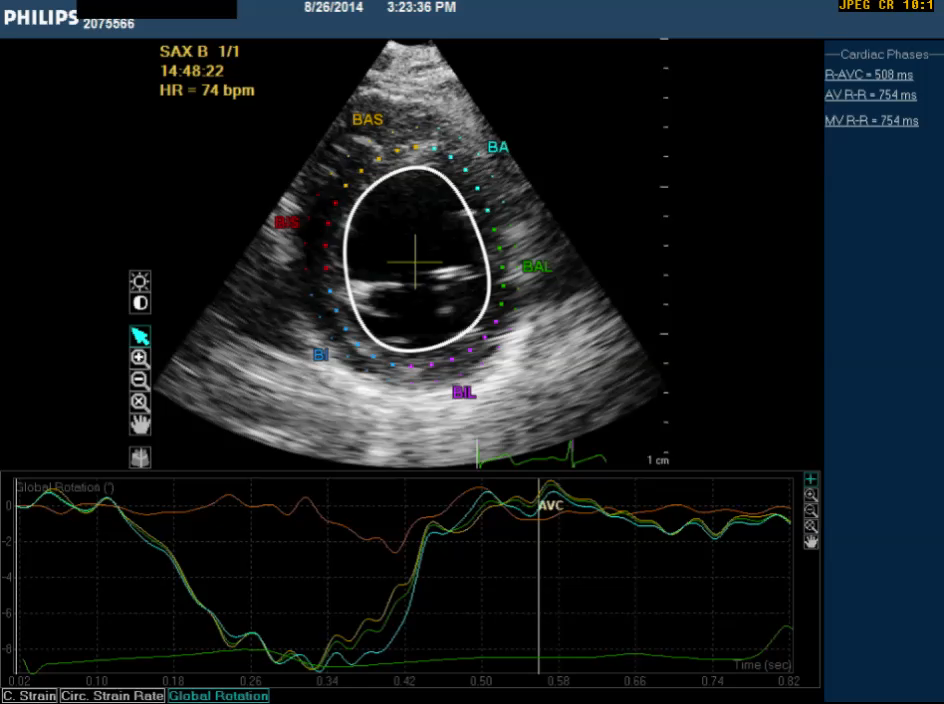 PHILIPS
2075566
8/26/2014 3:23:36 PM
JPEG CR 10:1
SAX B 1/1
14:48:22
HR = 74 bpm
Cardiac Phases
R-AVC = 508 ms
AV R-R = 754 ms
MV R-R = 754 ms
BAS
BA
BIS
BAL
BI
BIL
1 cm
Global Rotation (°)
AVC
0
-2
-4
-6
-8
Time (sec)
0.02 0.10 0.18 0.26 0.34 0.42 0.50 0.58 0.66 0.74 0.82
C. Strain Circ. Strain Rate Global Rotation